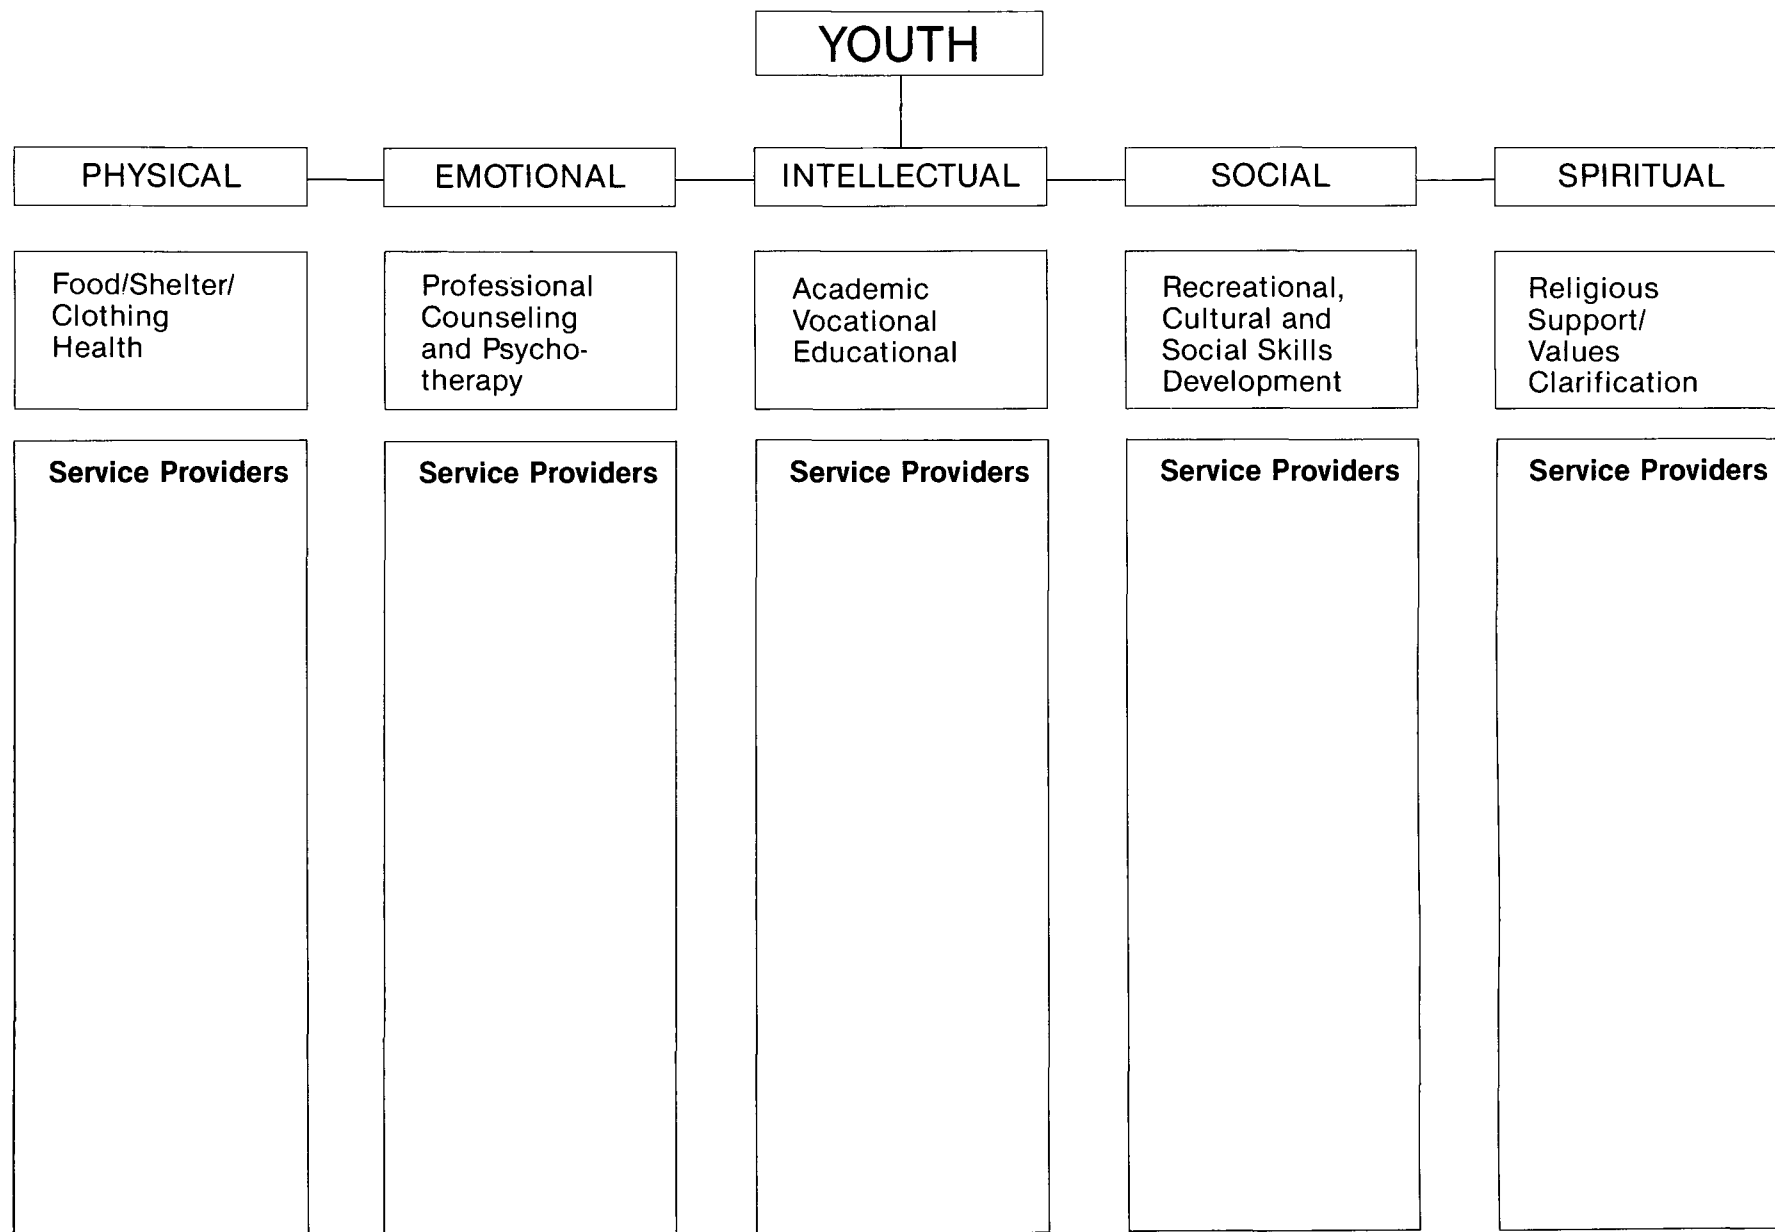 YOUTH
PHYSICAL
EMOTIONAL
INTELLECTUAL
SOCIAL
SPIRITUAL
Food/Shelter/
Clothing
Health
Professional
Counseling
and Psycho-
therapy
Academic
Vocational
Educational
Recreational,
Cultural and
Social Skills
Development
Religious
Support/
Values
Clarification
Service Providers
Service Providers
Service Providers
Service Providers
Service Providers